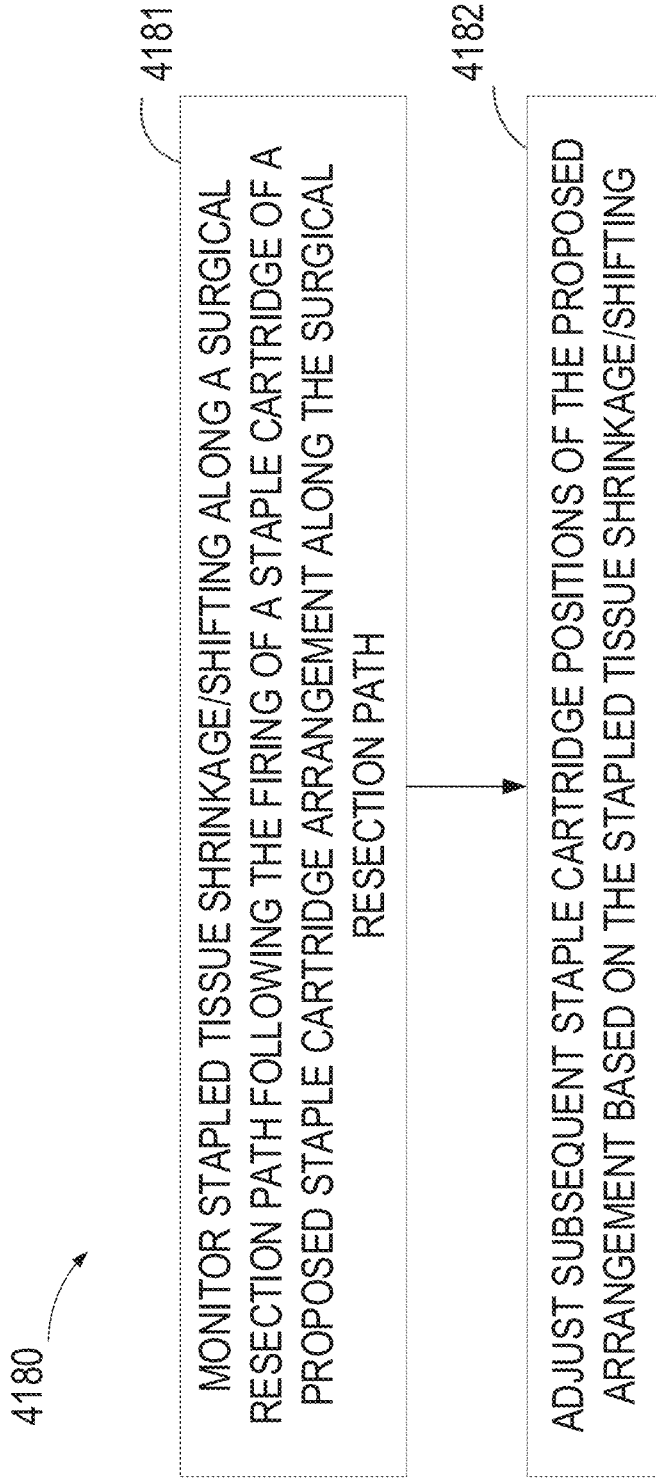 4180
4181
MONITOR STAPLED TISSUE SHRINKAGE/SHIFTING ALONG A SURGICAL
RESECTION PATH FOLLOWING THE FIRING OF A STAPLE CARTRIDGE OF A
PROPOSED STAPLE CARTRIDGE ARRANGEMENT ALONG THE SURGICAL
RESECTION PATH
4182
ADJUST SUBSEQUENT STAPLE CARTRIDGE POSITIONS OF THE PROPOSED
ARRANGEMENT BASED ON THE STAPLED TISSUE SHRINKAGE/SHIFTING